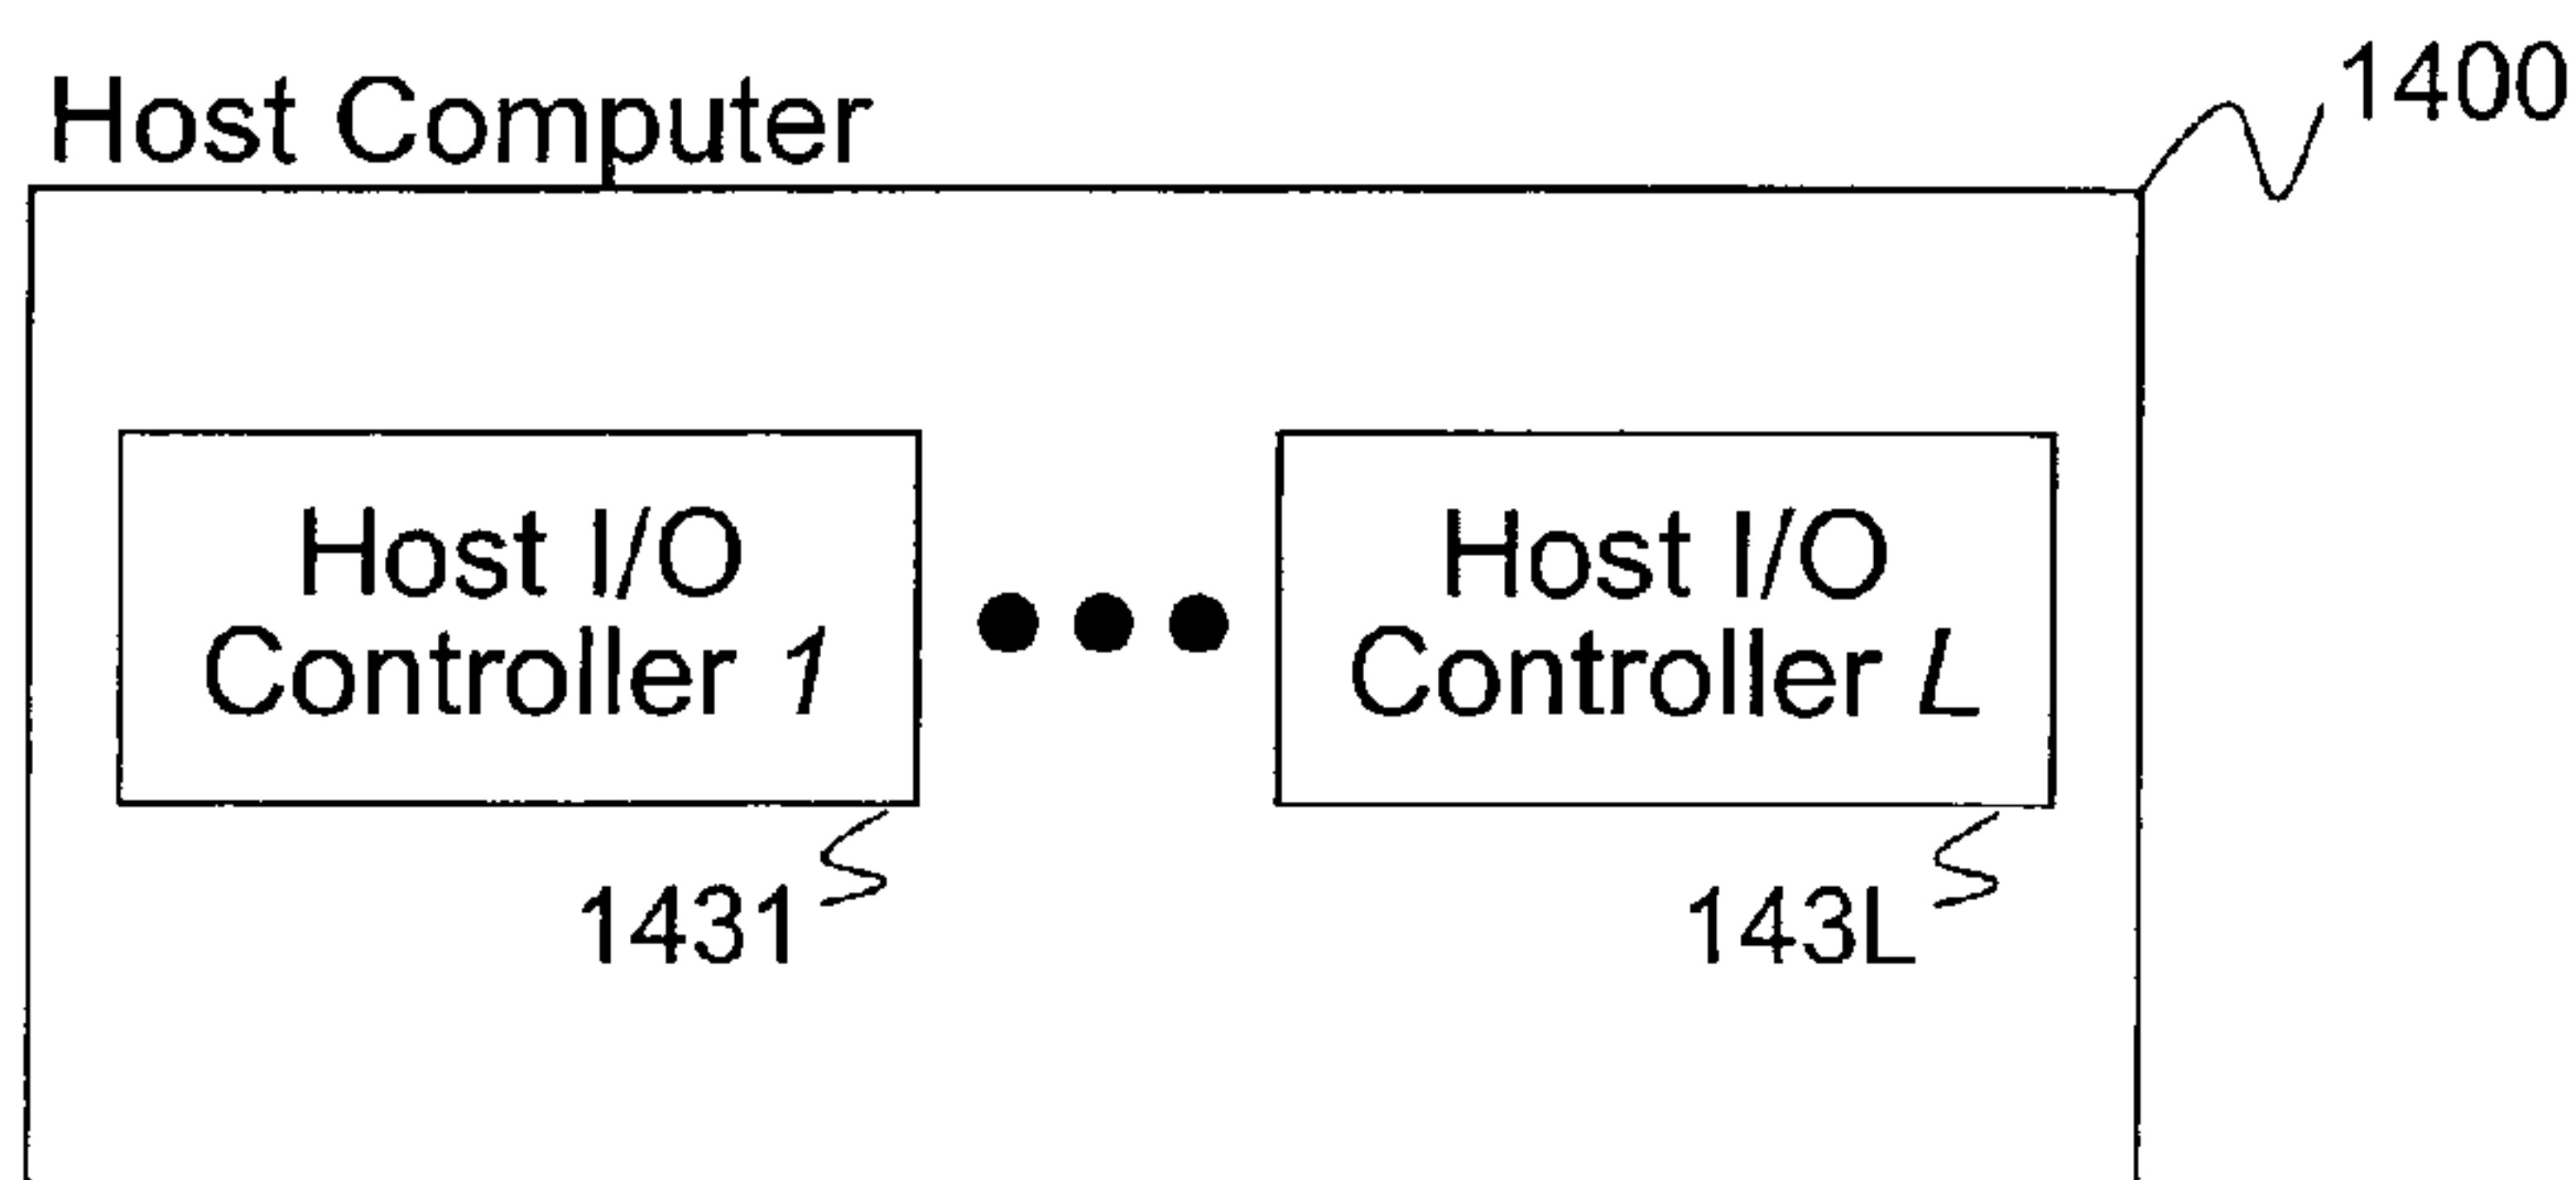 1400
Host Computer
Host I/O
Controller 1
Host I/O
Controller L
1431
143L